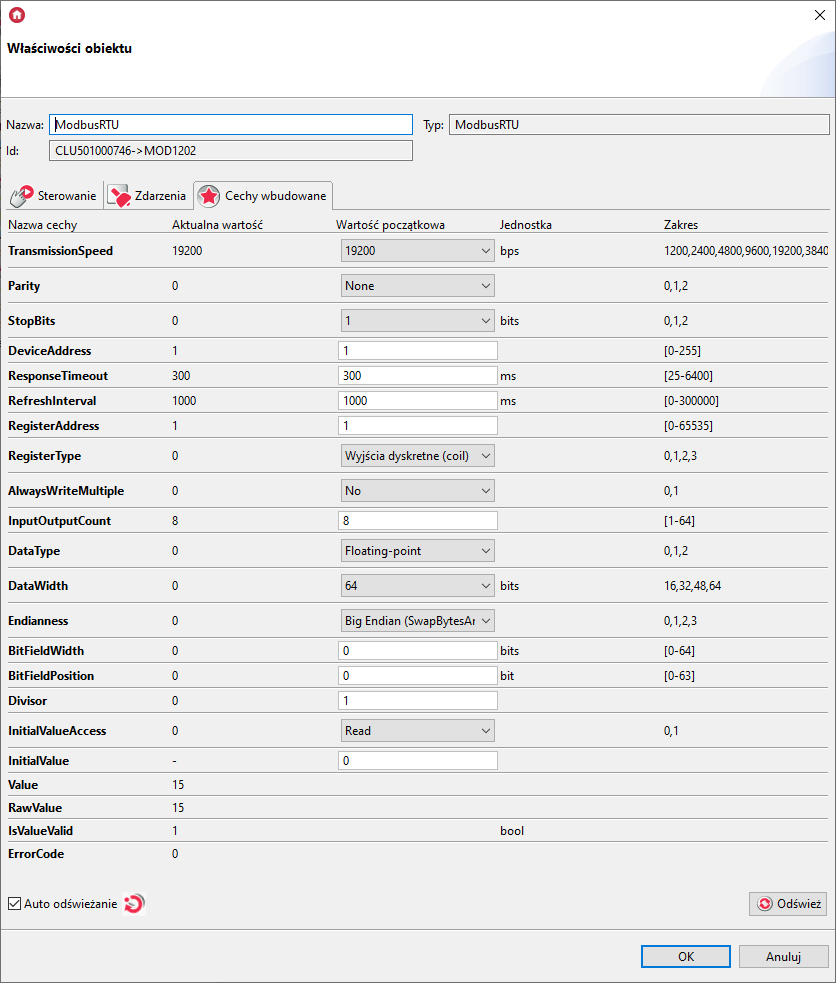 Właściwości obiektu
Nazwa: ModbusRTU Typ: ModbusRTU
Id: CLU501000746->MOD1202
Sterowanie Zdarzenia Cechy wbudowane
Nazwa cechy Aktualna wartość Wartość początkowa Jednostka Zakres
TransmissionSpeed 19200 19200 bps 1200,2400,4800,9600,19200,3840
Parity 0 None 0,1,2
StopBits 0 1 bits 0,1,2
DeviceAddress 1 1 [0-255]
ResponseTimeout 300 300 ms [25-6400]
RefreshInterval 1000 1000 ms [0-300000]
RegisterAddress 1 1 [0-65535]
RegisterType 0 Wyjścia dyskretne (coil) 0,1,2,3
AlwaysWriteMultiple 0 No 0,1
InputOutputCount 8 8 [1-64]
DataType 0 Floating-point 0,1,2
DataWidth 0 64 bits 16,32,48,64
Endianness 0 Big Endian (SwapBytesAr 0,1,2,3
BitFieldWidth 0 0 bits [0-64]
BitFieldPosition 0 0 bit [0-63]
Divisor 0 1
InitialValueAccess 0 Read 0,1
InitialValue - 0
Value 15
RawValue 15
IsValueValid 1 bool
ErrorCode 0
Auto odświeżanie Odśwież
OK Anuluj